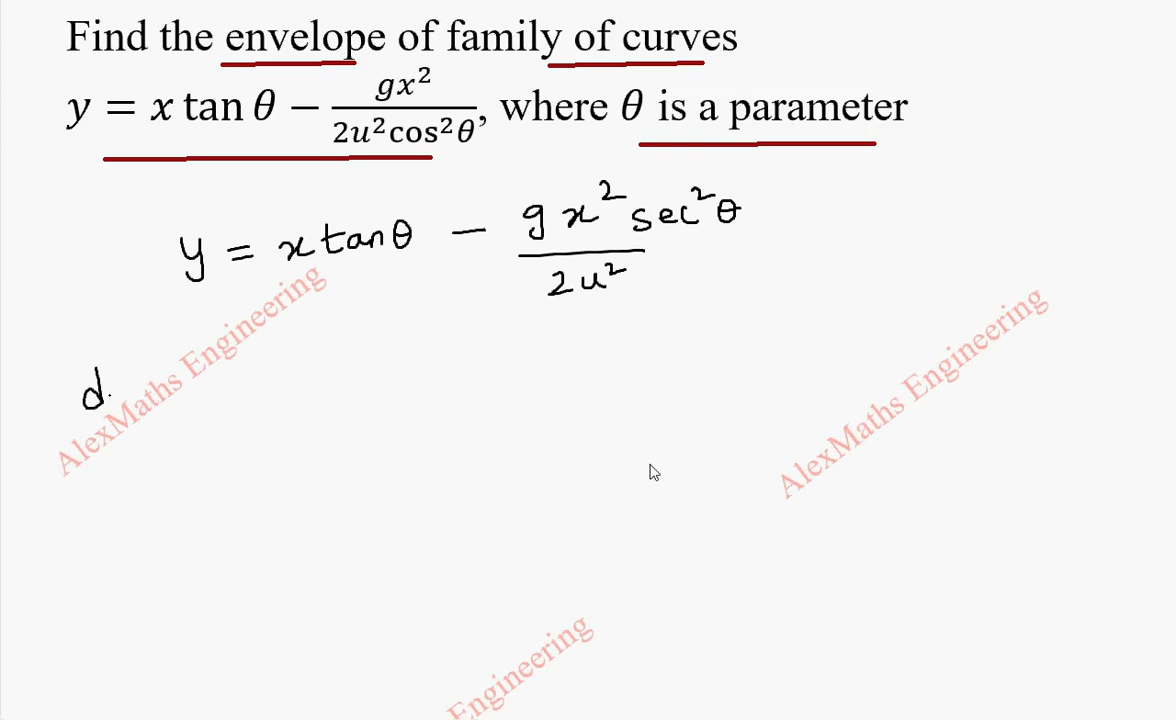 Find the envelope of family of curves
y = x tan θ − gx²/2u²cos²θ, where θ is a parameter
y = x tanθ − gx² sec²θ/2u²
d.
AlexMaths Engineering
AlexMaths Engineering
Engineering